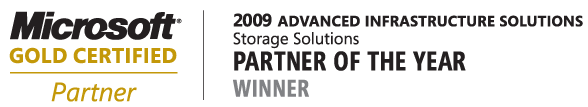 Microsoft®
GOLD CERTIFIED
Partner
2009 ADVANCED INFRASTRUCTURE SOLUTIONS
Storage Solutions
PARTNER OF THE YEAR
WINNER